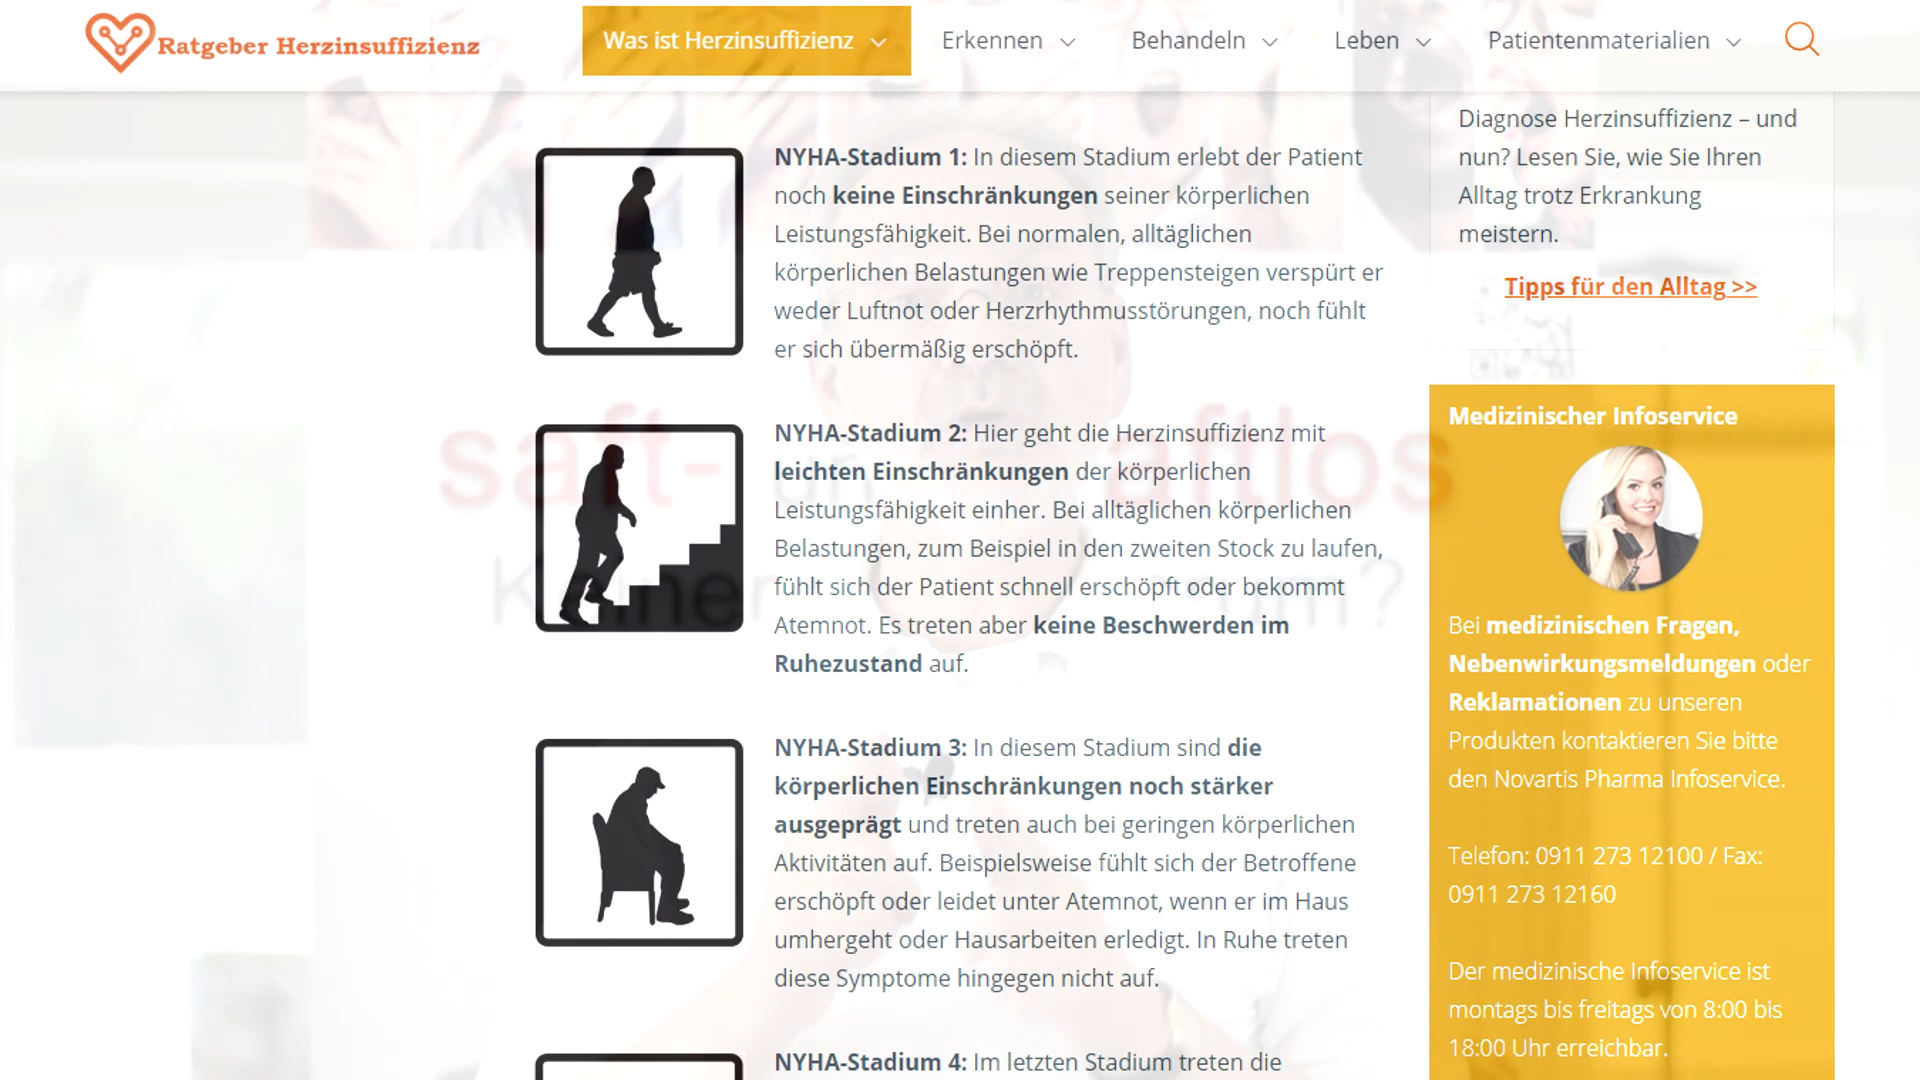 Ratgeber Herzinsuffizienz
Was ist Herzinsuffizienz
Erkennen
Behandeln
Leben
Patientenmaterialien
NYHA-Stadium 1: In diesem Stadium erlebt der Patient
noch keine Einschränkungen seiner körperlichen
Leistungsfähigkeit. Bei normalen, alltäglichen
körperlichen Belastungen wie Treppensteigen verspürt er
weder Luftnot oder Herzrhythmusstörungen, noch fühlt
er sich übermäßig erschöpft.
NYHA-Stadium 2: Hier geht die Herzinsuffizienz mit
leichten Einschränkungen der körperlichen
Leistungsfähigkeit einher. Bei alltäglichen körperlichen
Belastungen, zum Beispiel in den zweiten Stock zu laufen,
fühlt sich der Patient schnell erschöpft oder bekommt
Atemnot. Es treten aber keine Beschwerden im
Ruhezustand auf.
NYHA-Stadium 3: In diesem Stadium sind die
körperlichen Einschränkungen noch stärker
ausgeprägt und treten auch bei geringen körperlichen
Aktivitäten auf. Beispielsweise fühlt sich der Betroffene
erschöpft oder leidet unter Atemnot, wenn er im Haus
umhergeht oder Hausarbeiten erledigt. In Ruhe treten
diese Symptome hingegen nicht auf.
NYHA-Stadium 4: Im letzten Stadium treten die
Diagnose Herzinsuffizienz – und
nun? Lesen Sie, wie Sie Ihren
Alltag trotz Erkrankung
meistern.
Tipps für den Alltag >>
Medizinischer Infoservice
Bei medizinischen Fragen,
Nebenwirkungsmeldungen oder
Reklamationen zu unseren
Produkten kontaktieren Sie bitte
den Novartis Pharma Infoservice.
Telefon: 0911 273 12100 / Fax:
0911 273 12160
Der medizinische Infoservice ist
montags bis freitags von 8:00 bis
18:00 Uhr erreichbar.
saft-